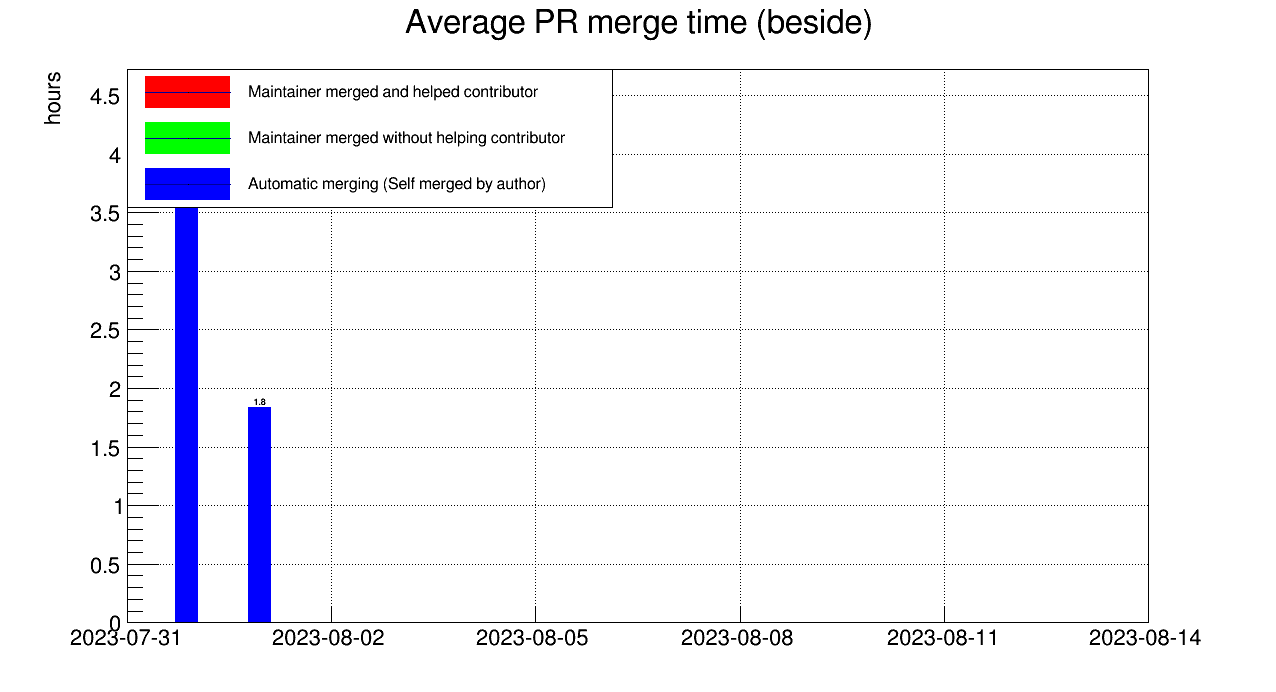 Average PR merge time (beside)
hours
Maintainer merged and helped contributor
Maintainer merged without helping contributor
Automatic merging (Self merged by author)
4.5
4
3.5
3
2.5
2
1.8
1.5
1
0.5
0
2023-07-31 2023-08-02 2023-08-05 2023-08-08 2023-08-11 2023-08-14